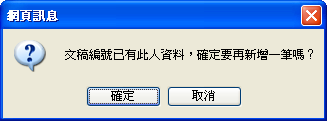 網頁訊息
文稿編號已有此人資料，確定要再新增一筆嗎？
確定
取消